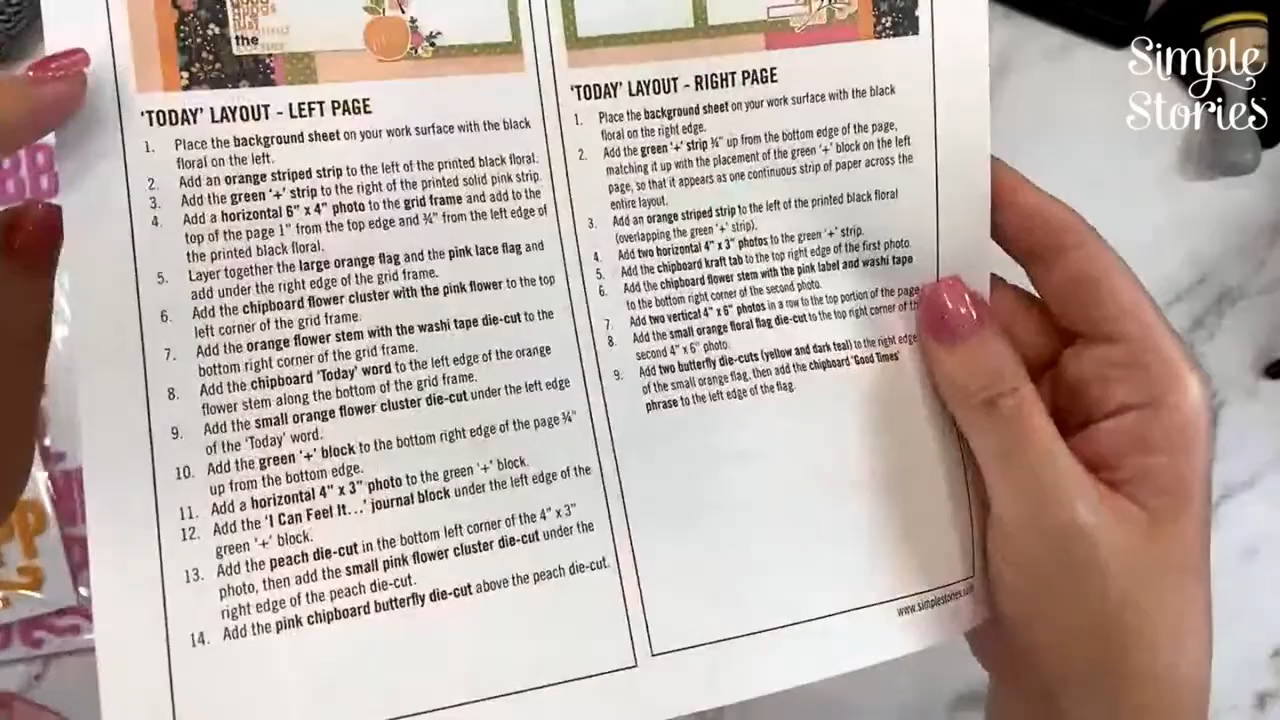 the
Simple
Stories
'TODAY' LAYOUT - LEFT PAGE
1. Place the background sheet on your work surface with the black
floral on the left.
2. Add an orange striped strip to the left of the printed black floral.
3. Add the green '+' strip to the right of the printed solid pink strip.
4. Add a horizontal 6" x 4" photo to the grid frame and add to the
top of the page 1" from the top edge and ¾" from the left edge of
the printed black floral.
5. Layer together the large orange flag and the pink lace flag and
add under the right edge of the grid frame.
6. Add the chipboard flower cluster with the pink flower to the top
left corner of the grid frame.
7. Add the orange flower stem with the washi tape die-cut to the
bottom right corner of the grid frame.
8. Add the chipboard 'Today' word to the left edge of the orange
flower stem along the bottom of the grid frame.
9. Add the small orange flower cluster die-cut under the left edge
of the 'Today' word.
10. Add the green '+' block to the bottom right edge of the page ¾"
up from the bottom edge.
11. Add a horizontal 4" x 3" photo to the green '+' block.
12. Add the 'I Can Feel It...' journal block under the left edge of the
green '+' block.
13. Add the peach die-cut in the bottom left corner of the 4" x 3"
photo, then add the small pink flower cluster die-cut under the
right edge of the peach die-cut.
14. Add the pink chipboard butterfly die-cut above the peach die-cut.
'TODAY' LAYOUT - RIGHT PAGE
1. Place the background sheet on your work surface with the black
floral on the right edge.
2. Add the green '+' strip ¾" up from the bottom edge of the page,
matching it up with the placement of the green '+' block on the left
page, so that it appears as one continuous strip of paper across the
entire layout.
3. Add an orange striped strip to the left of the printed black floral
(overlapping the green '+' strip).
4. Add two horizontal 4" x 3" photos to the green '+' strip.
5. Add the chipboard kraft tab to the top right edge of the first photo.
6. Add the chipboard flower stem with the pink label and washi tape
to the bottom right corner of the second photo.
7. Add two vertical 4" x 6" photos in a row to the top portion of the page
8. Add the small orange floral flag die-cut to the top right corner of th
second 4" x 6" photo.
9. Add two butterfly die-cuts (yellow and dark teal) to the right edge
of the small orange flag, then add the chipboard 'Good Times'
phrase to the left edge of the flag.
www.simplestories.com